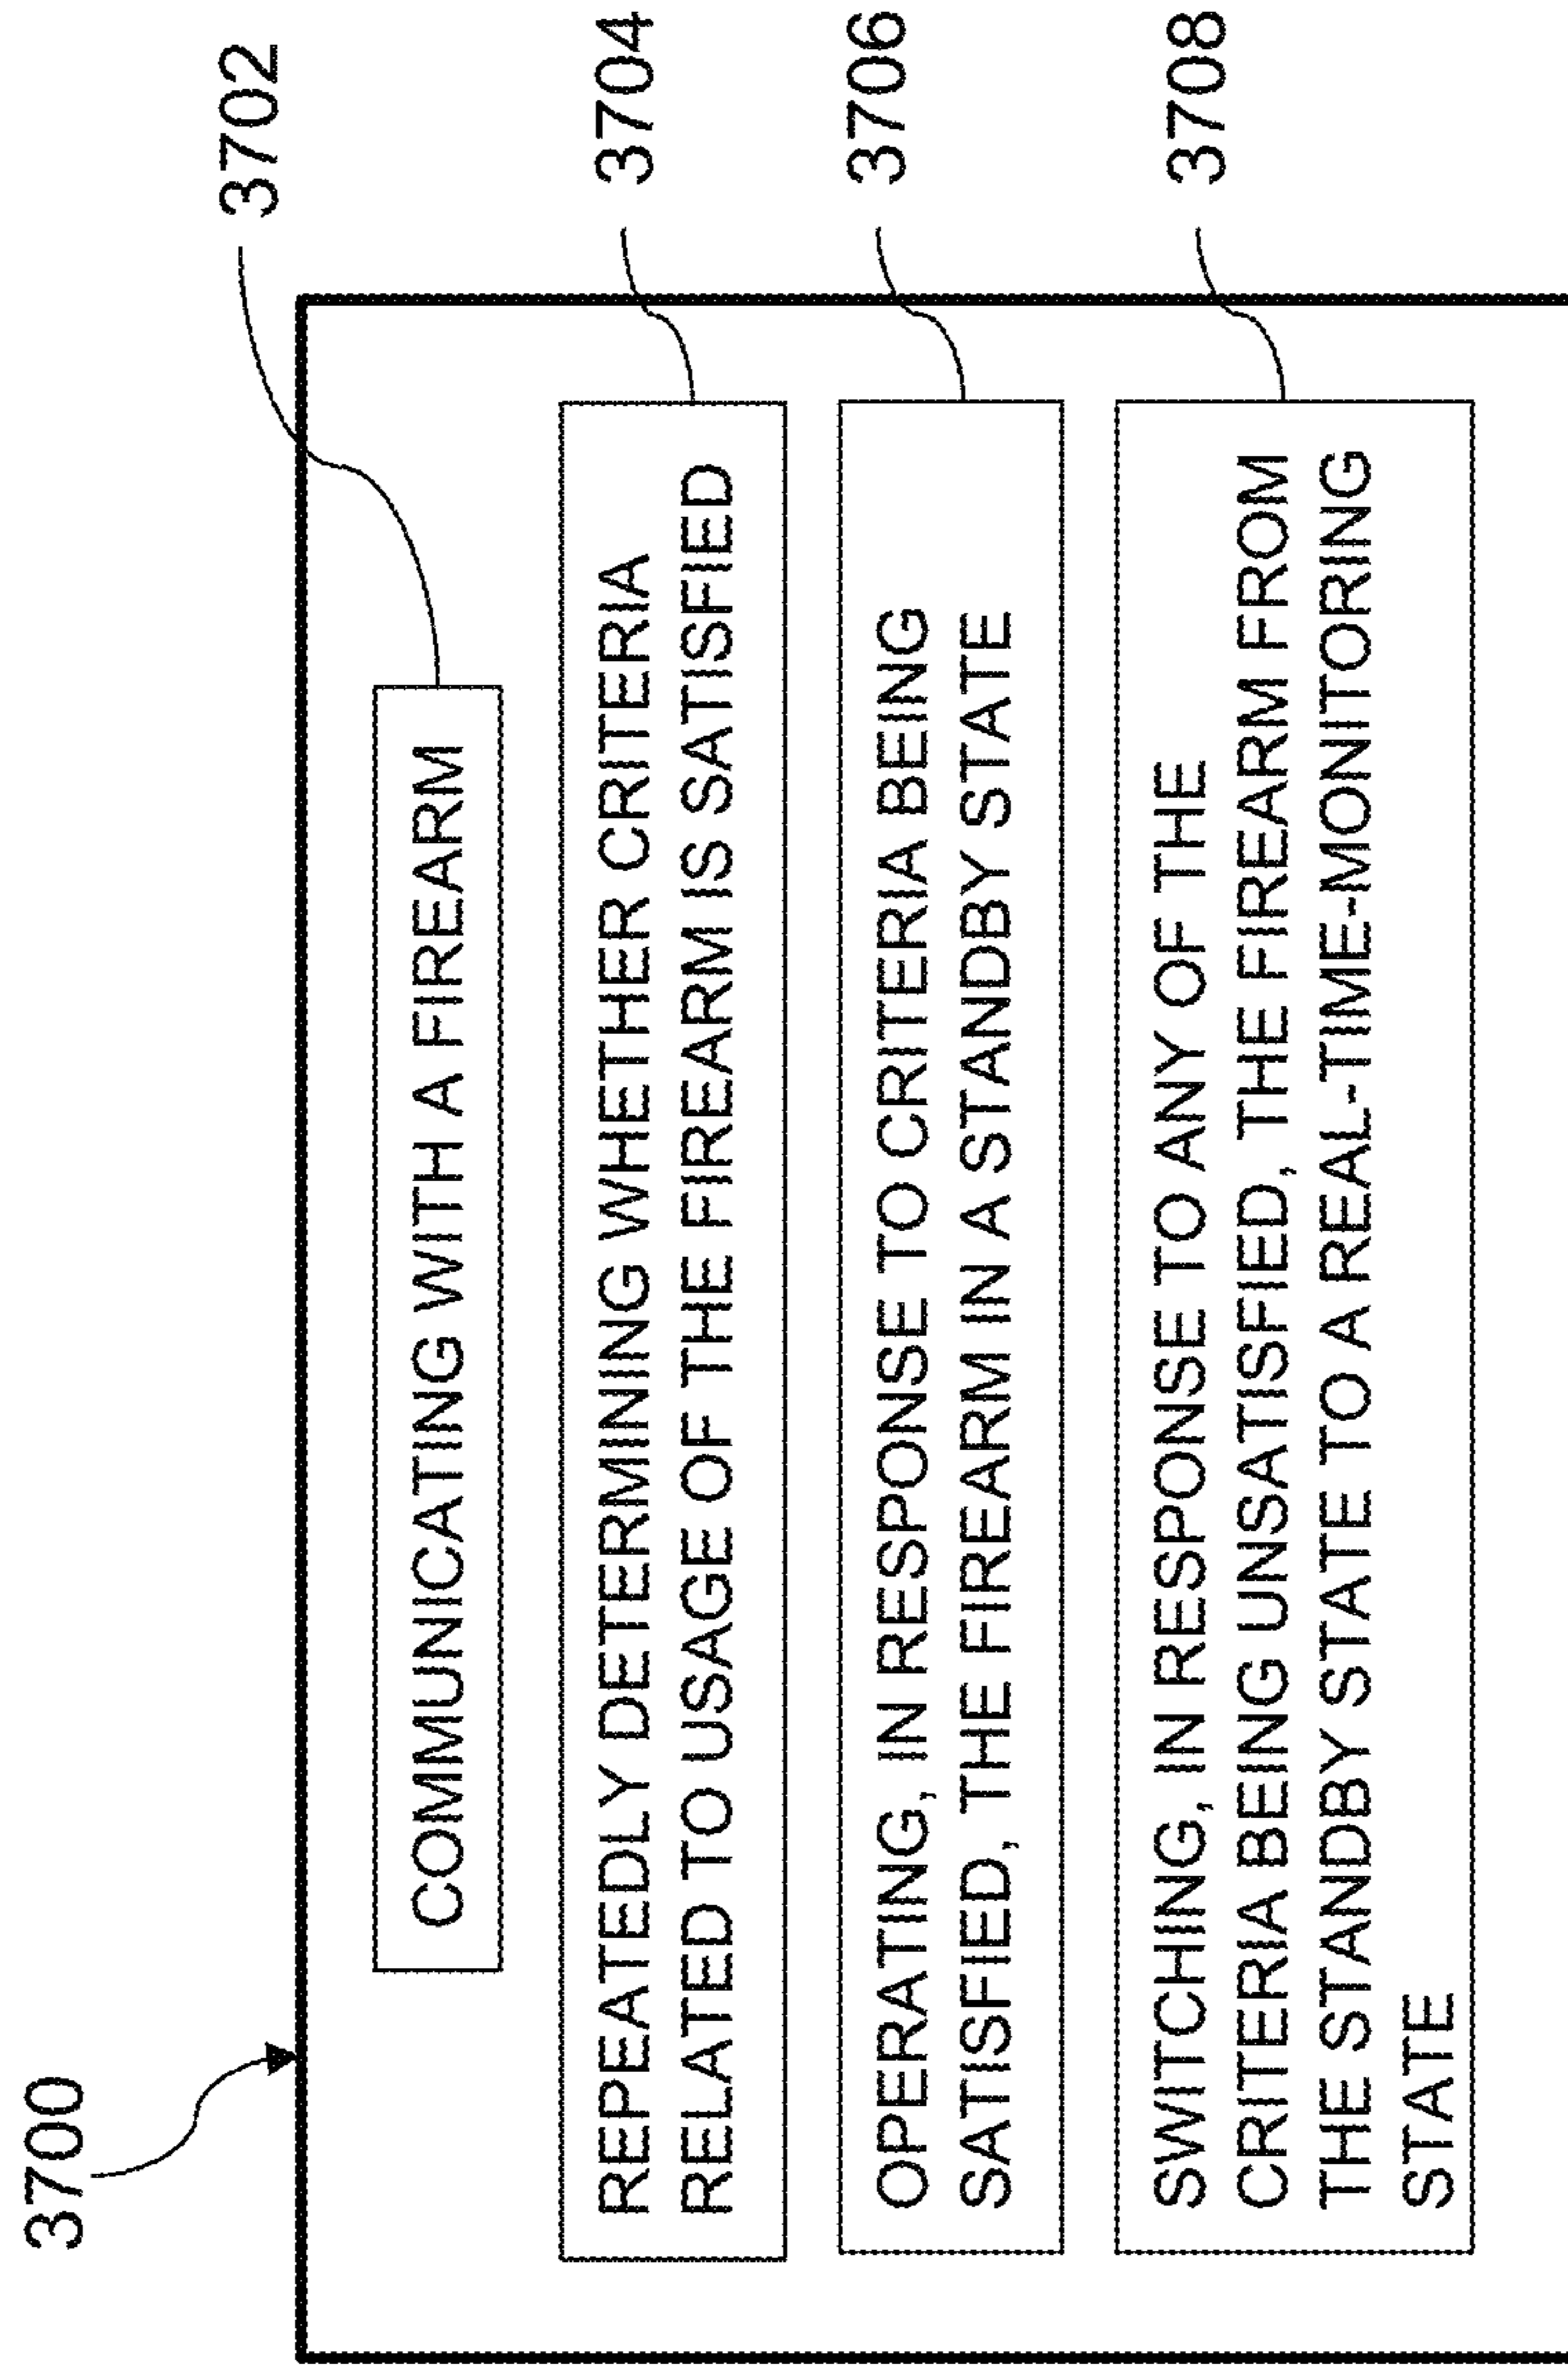 3700
3702
COMMUNICATING WITH A FIREARM
3704
REPEATEDLY DETERMINING WHETHER CRITERIA
RELATED TO USAGE OF THE FIREARM IS SATISFIED
3706
OPERATING, IN RESPONSE TO CRITERIA BEING
SATISFIED, THE FIREARM IN A STANDBY STATE
3708
SWITCHING, IN RESPONSE TO ANY OF THE
CRITERIA BEING UNSATISFIED, THE FIREARM FROM
THE STANDBY STATE TO A REAL-TIME-MONITORING
STATE